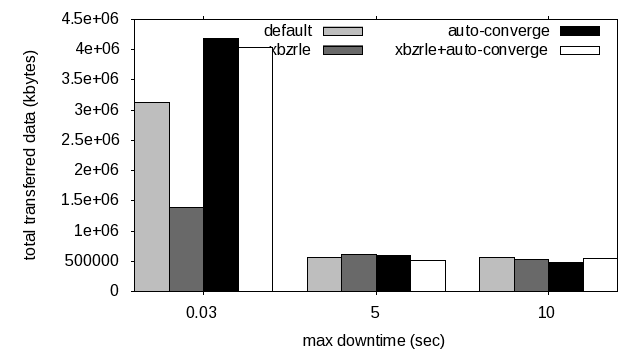 total transferred data (kbytes)
4.5e+06
4e+06
3.5e+06
3e+06
2.5e+06
2e+06
1.5e+06
1e+06
500000
0
default
xbzrle
auto-converge
xbzrle+auto-converge
0.03
5
10
max downtime (sec)